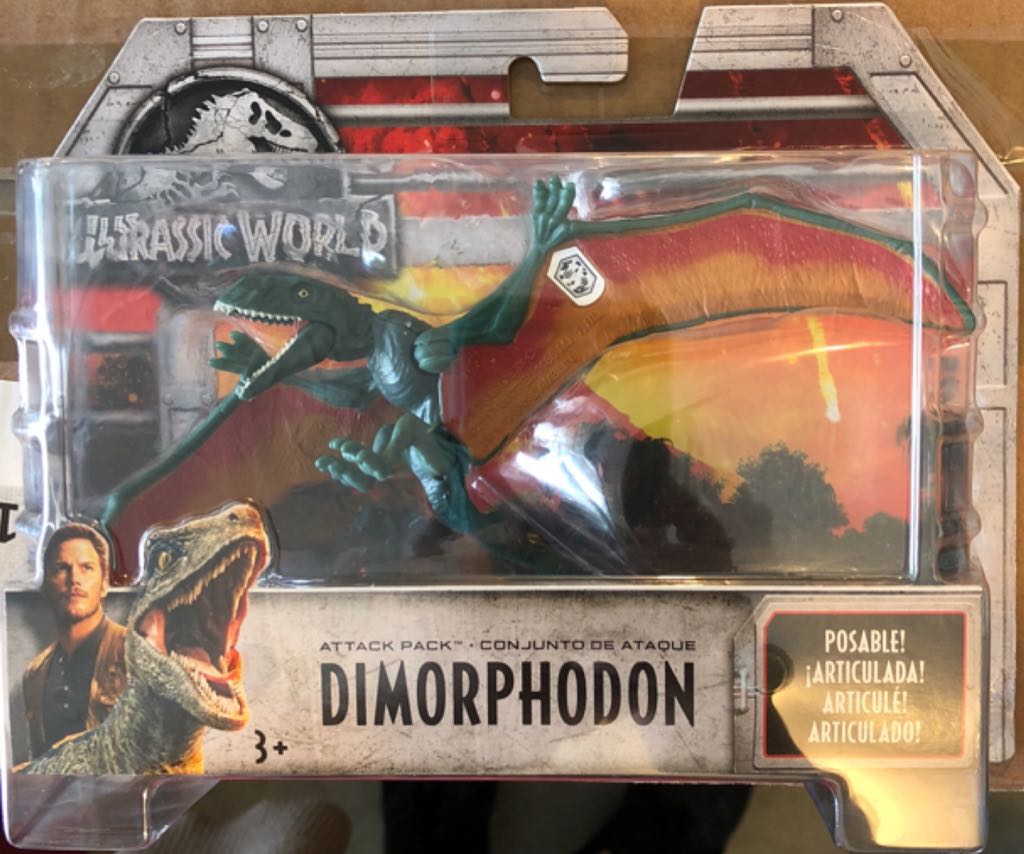 JURASSIC WORLD
ATTACK PACK™ · CONJUNTO DE ATAQUE
DIMORPHODON
3+
POSABLE!
¡ARTICULADA!
ARTICULÉ!
ARTICULADO!